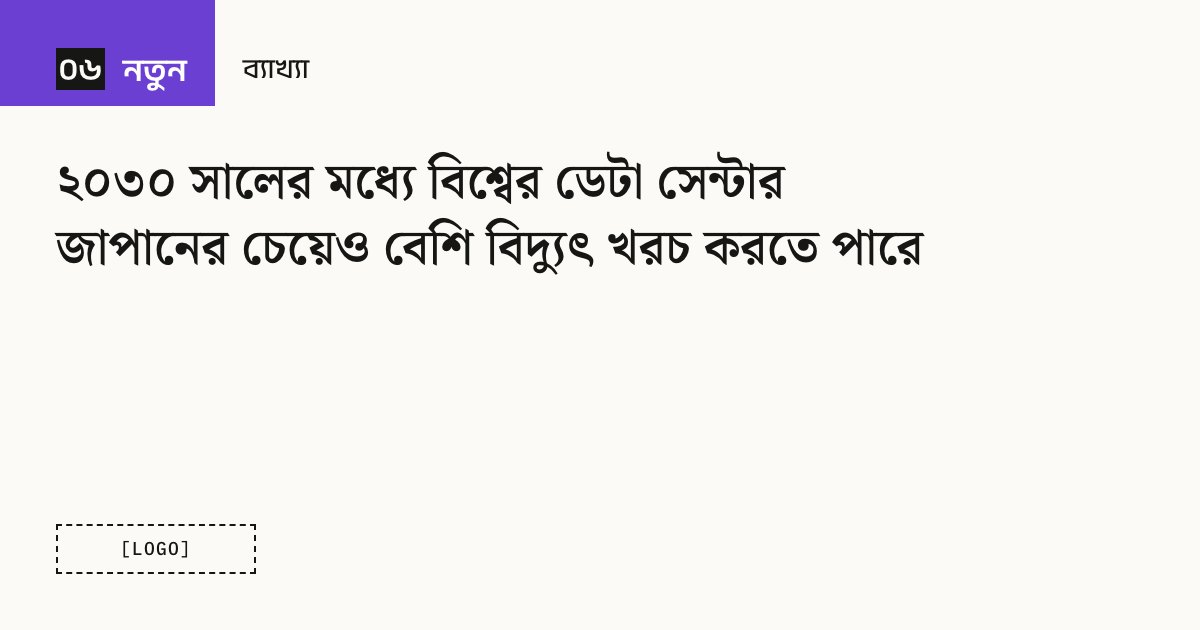 ০৬ নতুন ব্যাখ্যা
২০৩০ সালের মধ্যে বিশ্বের ডেটা সেন্টার
জাপানের চেয়েও বেশি বিদ্যুৎ খরচ করতে পারে
[LOGO]